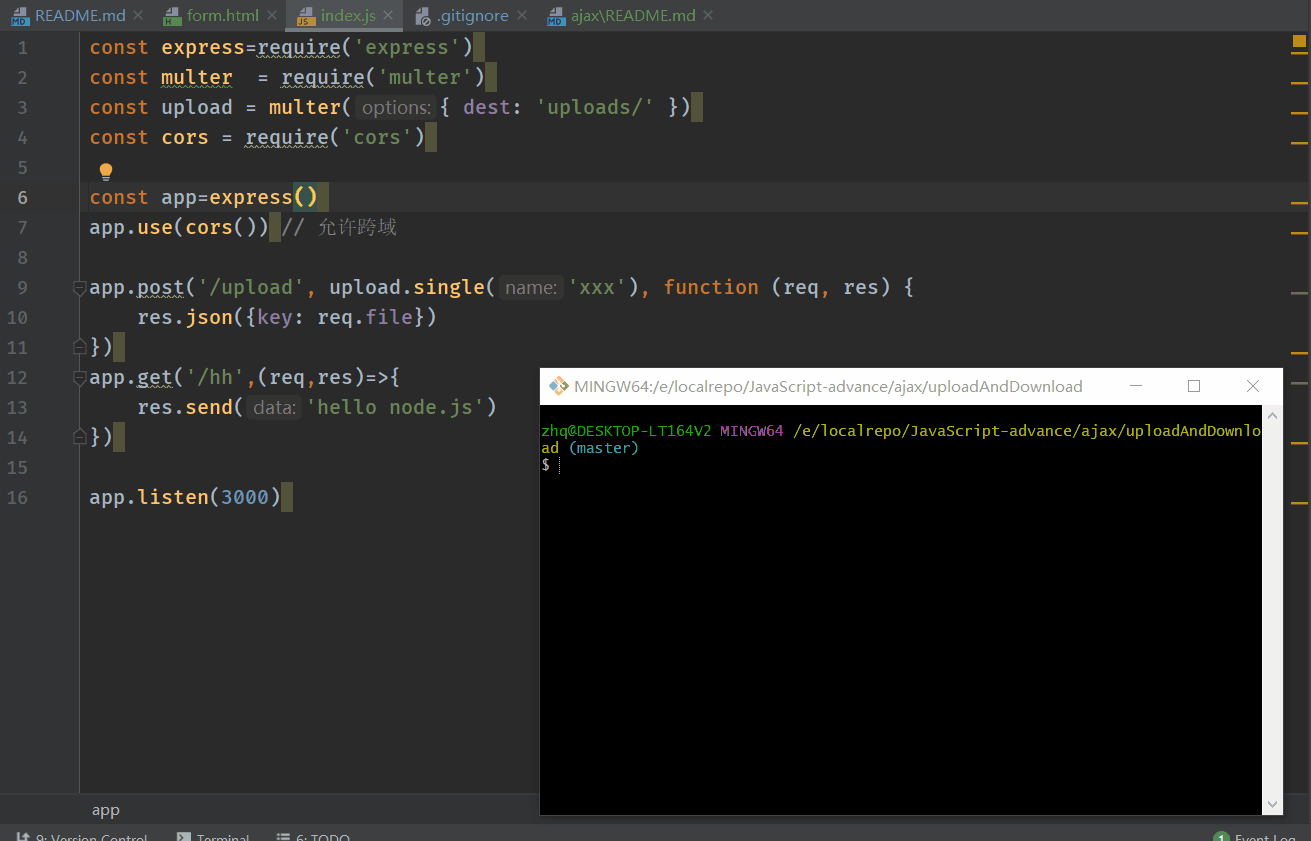 README.md form.html index.js .gitignore ajax\README.md
1 const express=require('express')
2 const multer = require('multer')
3 const upload = multer( options: { dest: 'uploads/' })
4 const cors = require('cors')
5
6 const app=express()
7 app.use(cors()) // 允许跨域
8
9 app.post('/upload', upload.single( name: 'xxx'), function (req, res) {
10 res.json({key: req.file})
11 })
12 app.get('/hh',(req,res)=>{
13 res.send( data: 'hello node.js')
14 })
15
16 app.listen(3000)
MINGW64:/e/localrepo/JavaScript-advance/ajax/uploadAndDownload
zhq@DESKTOP-LT164V2 MINGW64 /e/localrepo/JavaScript-advance/ajax/uploadAndDownlo
ad (master)
$
app
9: Version Control Terminal 6: TODO 1 Event Log